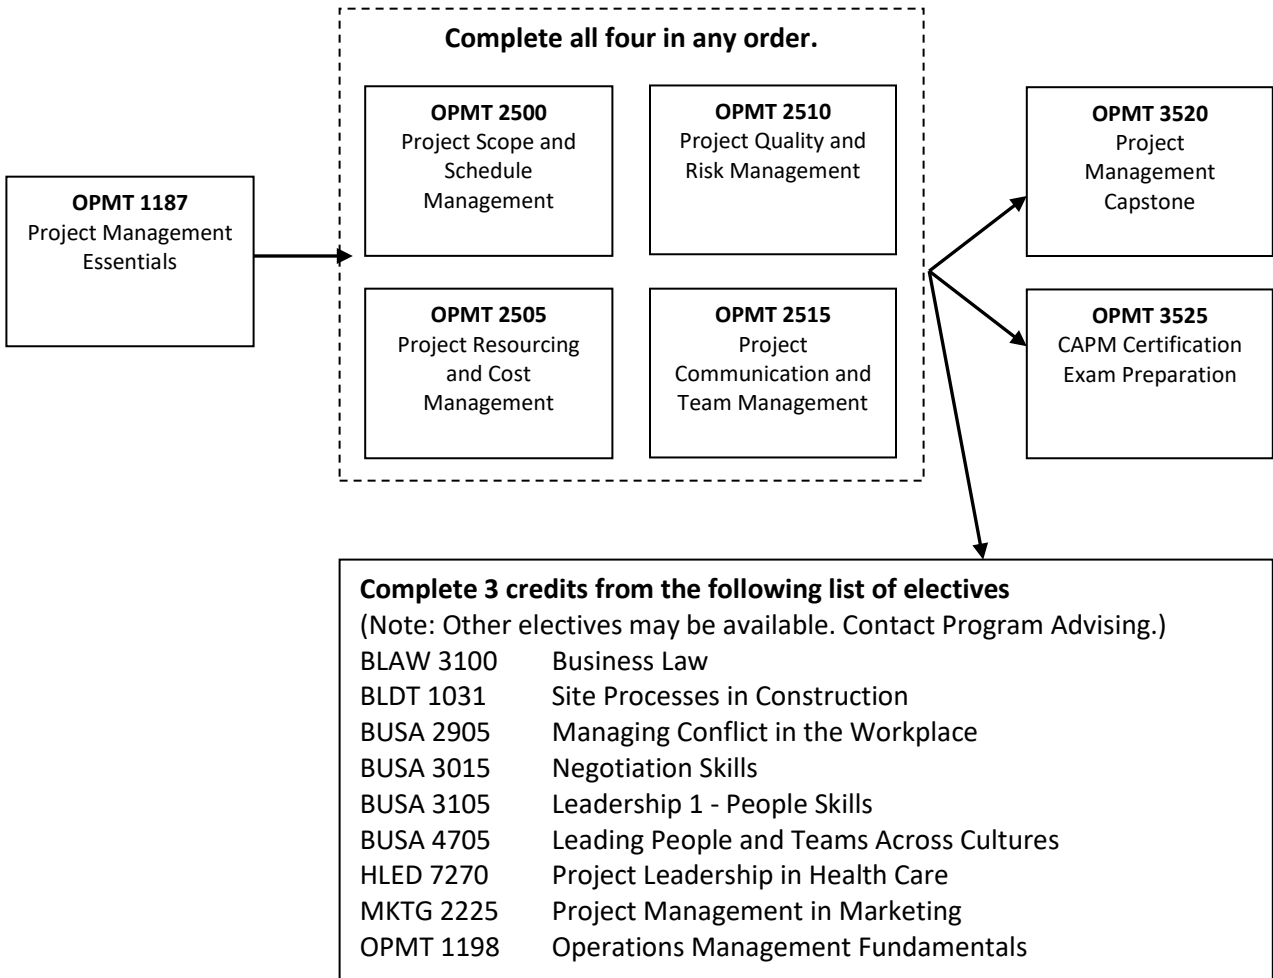 Complete all four in any order.
OPMT 2500
Project Scope and
Schedule
Management
OPMT 2510
Project Quality and
Risk Management
OPMT 3520
Project
Management
Capstone
OPMT 1187
Project Management
Essentials
OPMT 2505
Project Resourcing
and Cost
Management
OPMT 2515
Project
Communication and
Team Management
OPMT 3525
CAPM Certification
Exam Preparation
Complete 3 credits from the following list of electives
(Note: Other electives may be available. Contact Program Advising.)
BLAW 3100 Business Law
BLDT 1031 Site Processes in Construction
BUSA 2905 Managing Conflict in the Workplace
BUSA 3015 Negotiation Skills
BUSA 3105 Leadership 1 - People Skills
BUSA 4705 Leading People and Teams Across Cultures
HLED 7270 Project Leadership in Health Care
MKTG 2225 Project Management in Marketing
OPMT 1198 Operations Management Fundamentals